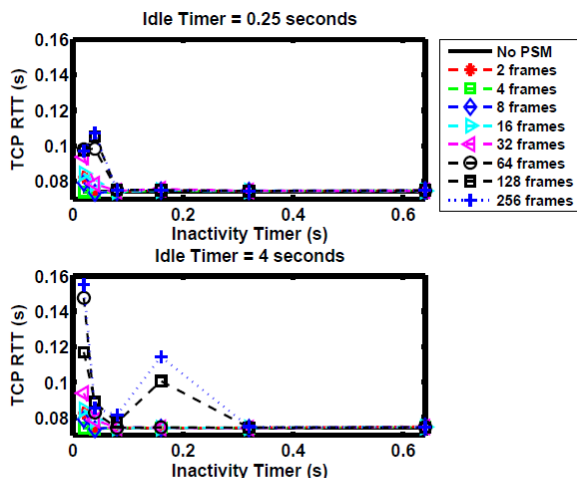 Idle Timer = 0.25 seconds
0.16
0.14
0.12
0.1
0.08
TCP RTT (s)
0
0.2
0.4
0.6
Inactivity Timer (s)
No PSM
2 frames
4 frames
8 frames
16 frames
32 frames
64 frames
128 frames
256 frames
Idle Timer = 4 seconds
0.16
0.14
0.12
0.1
0.08
TCP RTT (s)
0
0.2
0.4
0.6
Inactivity Timer (s)